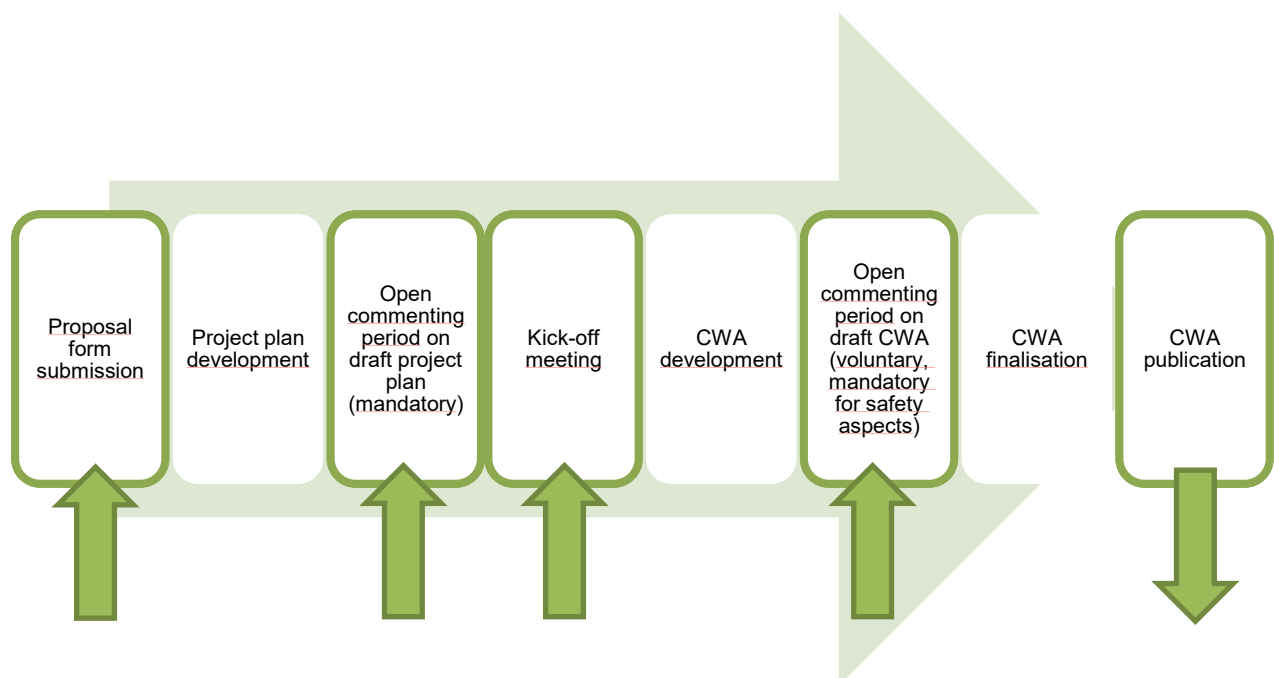 Proposal
form
submission
Project plan
development
Open
commenting
period on
draft project
plan
(mandatory)
Kick-off
meeting
CWA
development
Open
commenting
period on
draft CWA
(voluntary,
mandatory
for safety
aspects)
CWA
finalisation
CWA
publication